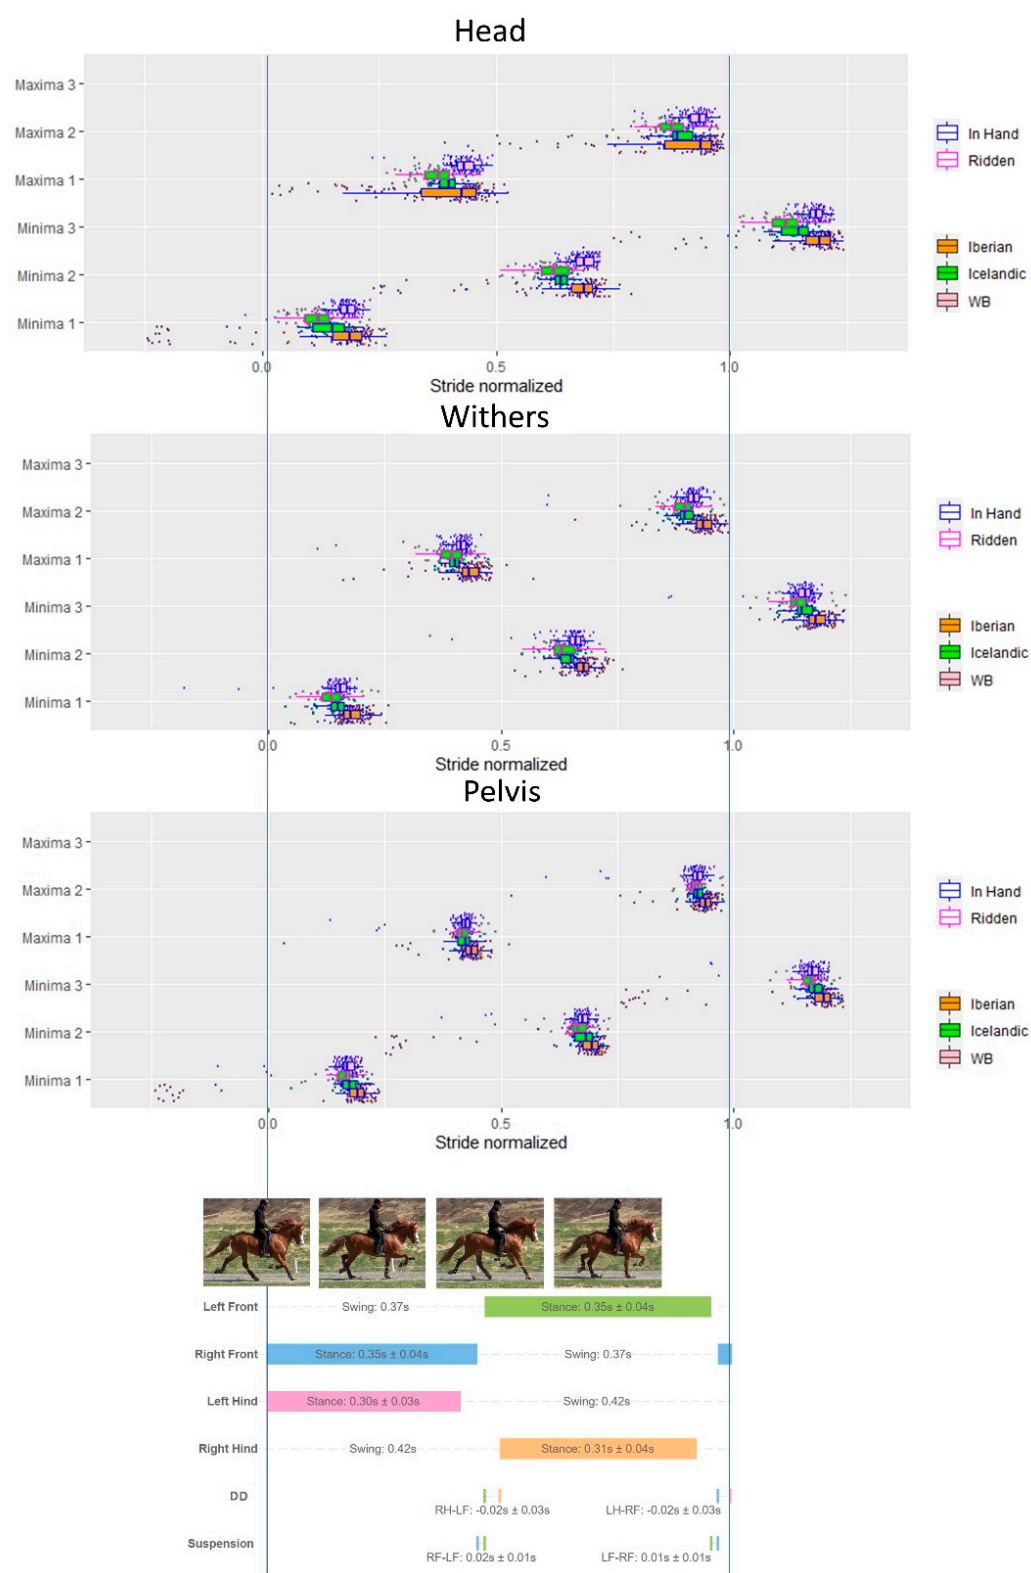 Head
Maxima 3
Maxima 2
Maxima 1
Minima 3
Minima 2
Minima 1
0.0 0.5 1.0
Stride normalized
In Hand
Ridden
Iberian
Icelandic
WB
Withers
Maxima 3
Maxima 2
Maxima 1
Minima 3
Minima 2
Minima 1
0.0 0.5 1.0
Stride normalized
In Hand
Ridden
Iberian
Icelandic
WB
Pelvis
Maxima 3
Maxima 2
Maxima 1
Minima 3
Minima 2
Minima 1
0.0 0.5 1.0
Stride normalized
In Hand
Ridden
Iberian
Icelandic
WB
Left Front Swing: 0.37s Stance: 0.35s ± 0.04s
Right Front Stance: 0.35s ± 0.04s Swing: 0.37s
Left Hind Stance: 0.30s ± 0.03s Swing: 0.42s
Right Hind Swing: 0.42s Stance: 0.31s ± 0.04s
DD
RH-LF: -0.02s ± 0.03s LH-RF: -0.02s ± 0.03s
Suspension
RF-LF: 0.02s ± 0.01s LF-RF: 0.01s ± 0.01s